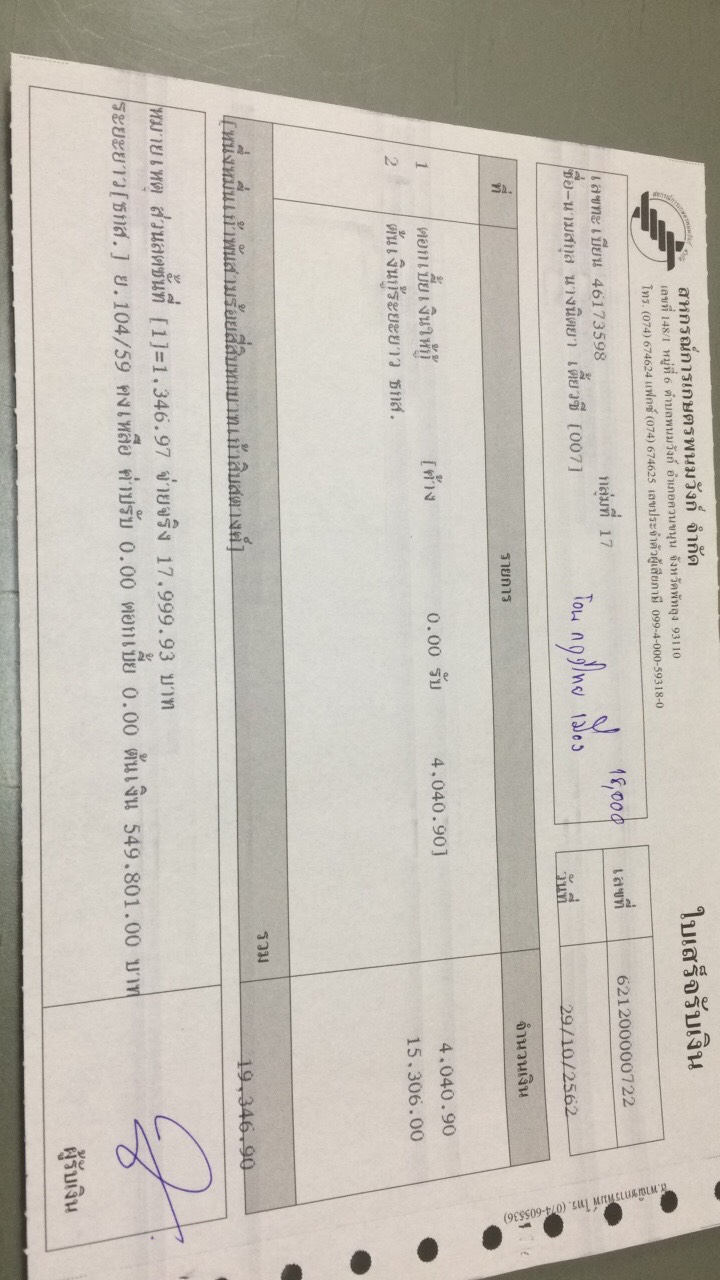 สหกรณ์การเกษตรพนมวังก์ จำกัด
ใบเสร็จรับเงิน
เลขที่ 148/1 หมู่ที่ 6 ตำบลพนมวังก์ อำเภอควนขนุน จังหวัดพัทลุง 93110
โทร. (074) 674624 แฟกซ์ (074) 674625 เลขประจำตัวผู้เสียภาษี 099-4-000-59318-0
เลขทะเบียน 46173598 กลุ่มที่ 17
18,000
ชื่อ-นามสกุล นางนิตยา เดี้ยวชี [007]
โอน กรุงไทย เมือง
เลขที่ 621200000722
วันที่ 29/10/2562
ที่ รายการ จำนวนเงิน
1 ดอกเบี้ยเงินให้กู้ [ค้าง 0.00 รับ 4,040.90] 4,040.90
2 ต้นเงินกู้ระยะยาว ธกส. 15,306.00
รวม 19,346.90
[หนึ่งหมื่นเก้าพันสามร้อยสี่สิบหกบาทเก้าสิบสตางค์]
หมายเหตุ ส่วนลดชั้นที่ [1]=1,346.97 จ่ายจริง 17,999.93 บาท
ระยะยาว[ธกส.] ย.104/59 คงเหลือ ค่าปรับ 0.00 ดอกเบี้ย 0.00 ต้นเงิน 549,801.00 บาท
ผู้รับเงิน
ส.พาณิชการพิมพ์ โทร. (074-605536)